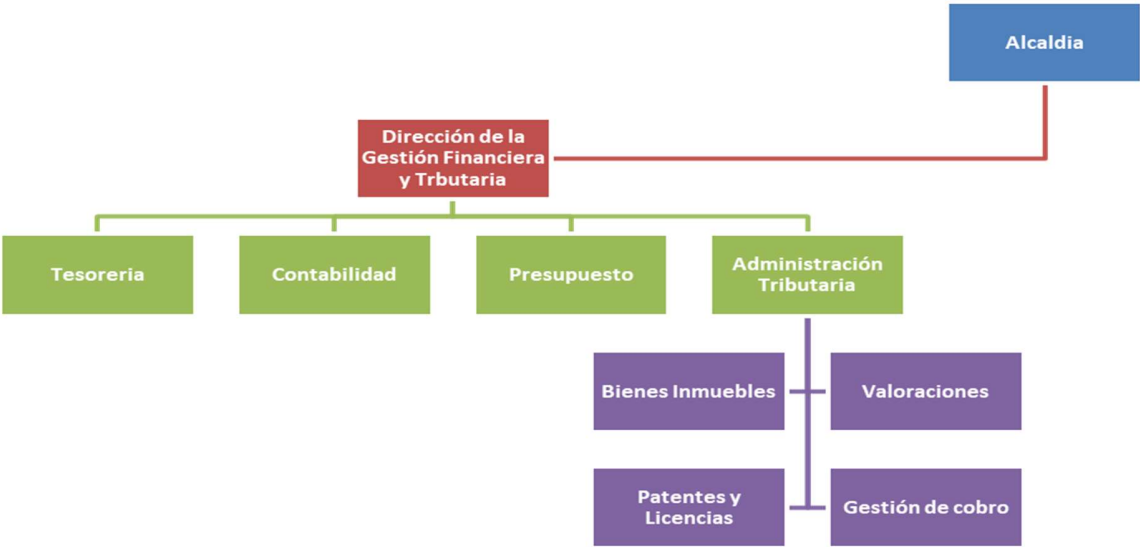 Alcaldia
Dirección de la
Gestión Financiera
y Trbutaria
Tesoreria
Contabilidad
Presupuesto
Administración
Tributaria
Bienes Inmuebles
Valoraciones
Patentes y
Licencias
Gestión de cobro